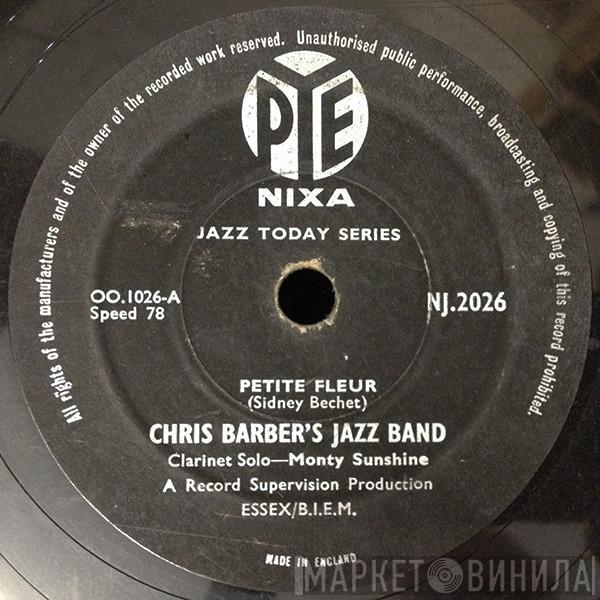 All rights of the manufacturers and of the owner of the recorded work reserved. Unauthorised public performance, broadcasting and copying of this record prohibited.
PYE
NIXA
JAZZ TODAY SERIES
OO.1026-A
Speed 78
NJ.2026
PETITE FLEUR
(Sidney Bechet)
CHRIS BARBER'S JAZZ BAND
Clarinet Solo—Monty Sunshine
A Record Supervision Production
ESSEX/B.I.E.M.
MADE IN ENGLAND
МАРКЕТ ВИНИЛА